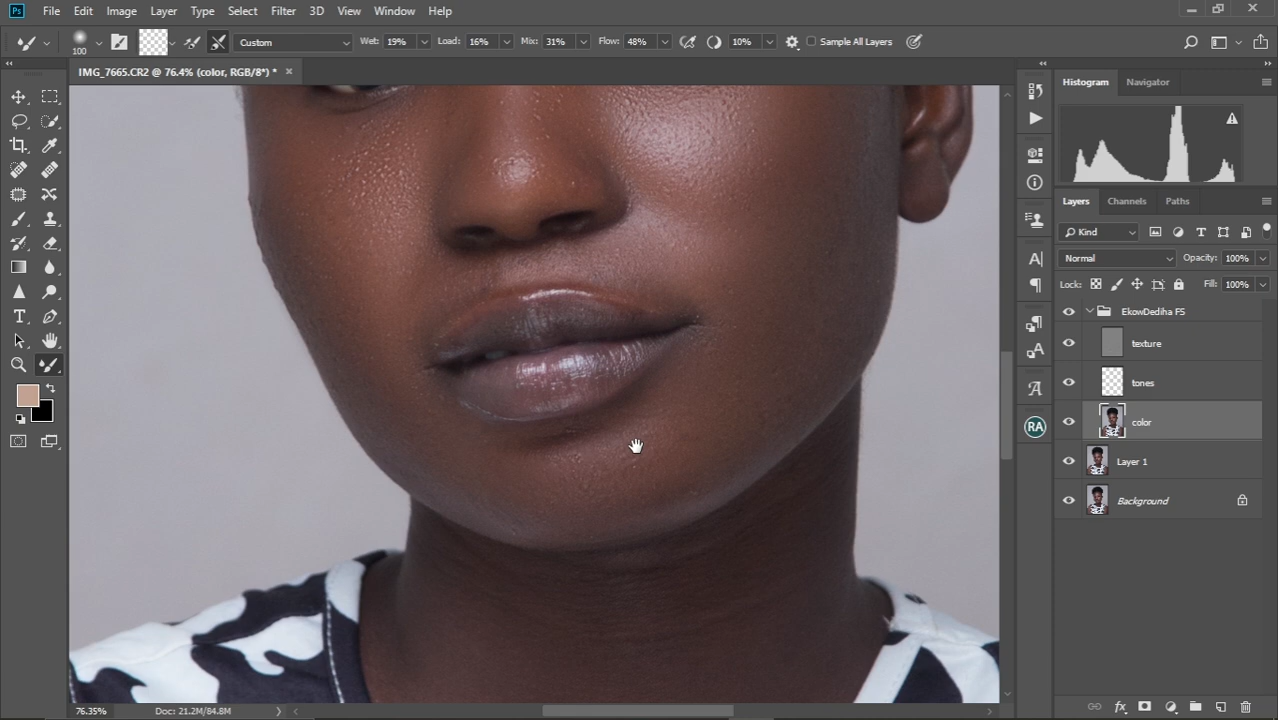 Ps File Edit Image Layer Type Select Filter 3D View Window Help
100 Custom Wet: 19% Load: 16% Mix: 31% Flow: 48% 10% Sample All Layers
IMG_7665.CR2 @ 76.4% (color, RGB/8*) * ×
Histogram Navigator
Layers Channels Paths
Kind
Normal Opacity: 100%
Lock: Fill: 100%
EkowDediha FS
texture
tones
color
Layer 1
Background
RA
76.35% Doc: 21.2M/84.8M